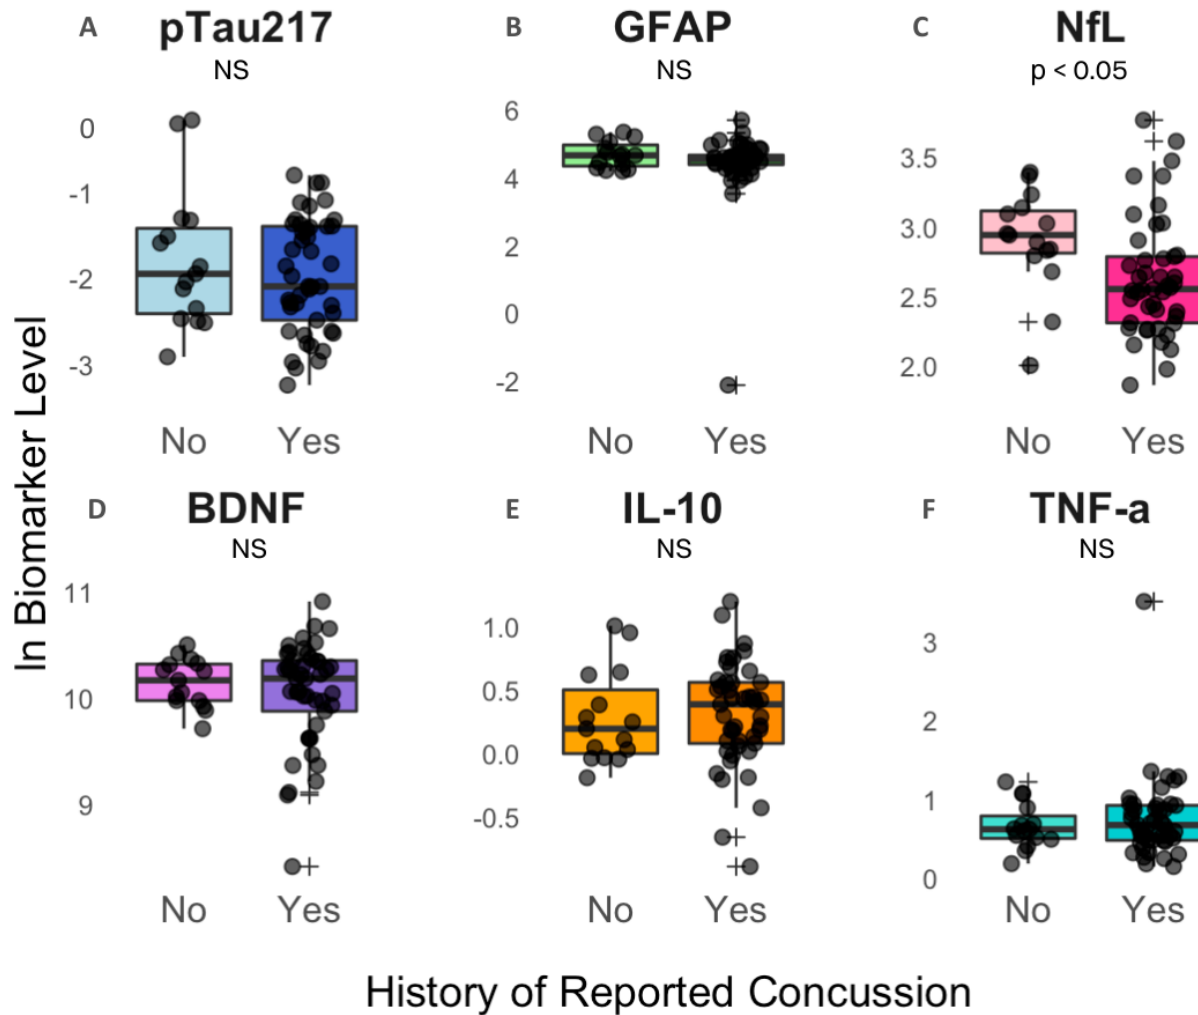 A pTau217
NS
0
-1
-2
-3
No Yes
B GFAP
NS
6
4
2
0
-2
No Yes
C NfL
p < 0.05
3.5
3.0
2.5
2.0
No Yes
D BDNF
NS
11
10
9
No Yes
E IL-10
NS
1.0
0.5
0.0
-0.5
No Yes
F TNF-a
NS
3
2
1
0
No Yes
ln Biomarker Level
History of Reported Concussion